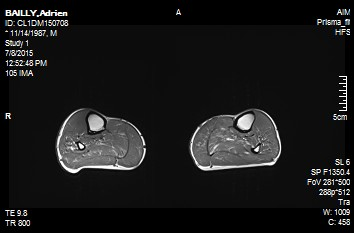 BAILLY,Adrien
ID: CL1DM150708
* 11/14/1987, M
Study 1
7/8/2015
12:52:48 PM
105 IMA
A
AIM
Prisma_fit
HFS
R
5cm
TE 9.8
TR 800
SL 6
SP F1350.4
FoV 281*500
288p*512
Tra
W: 1009
C: 458